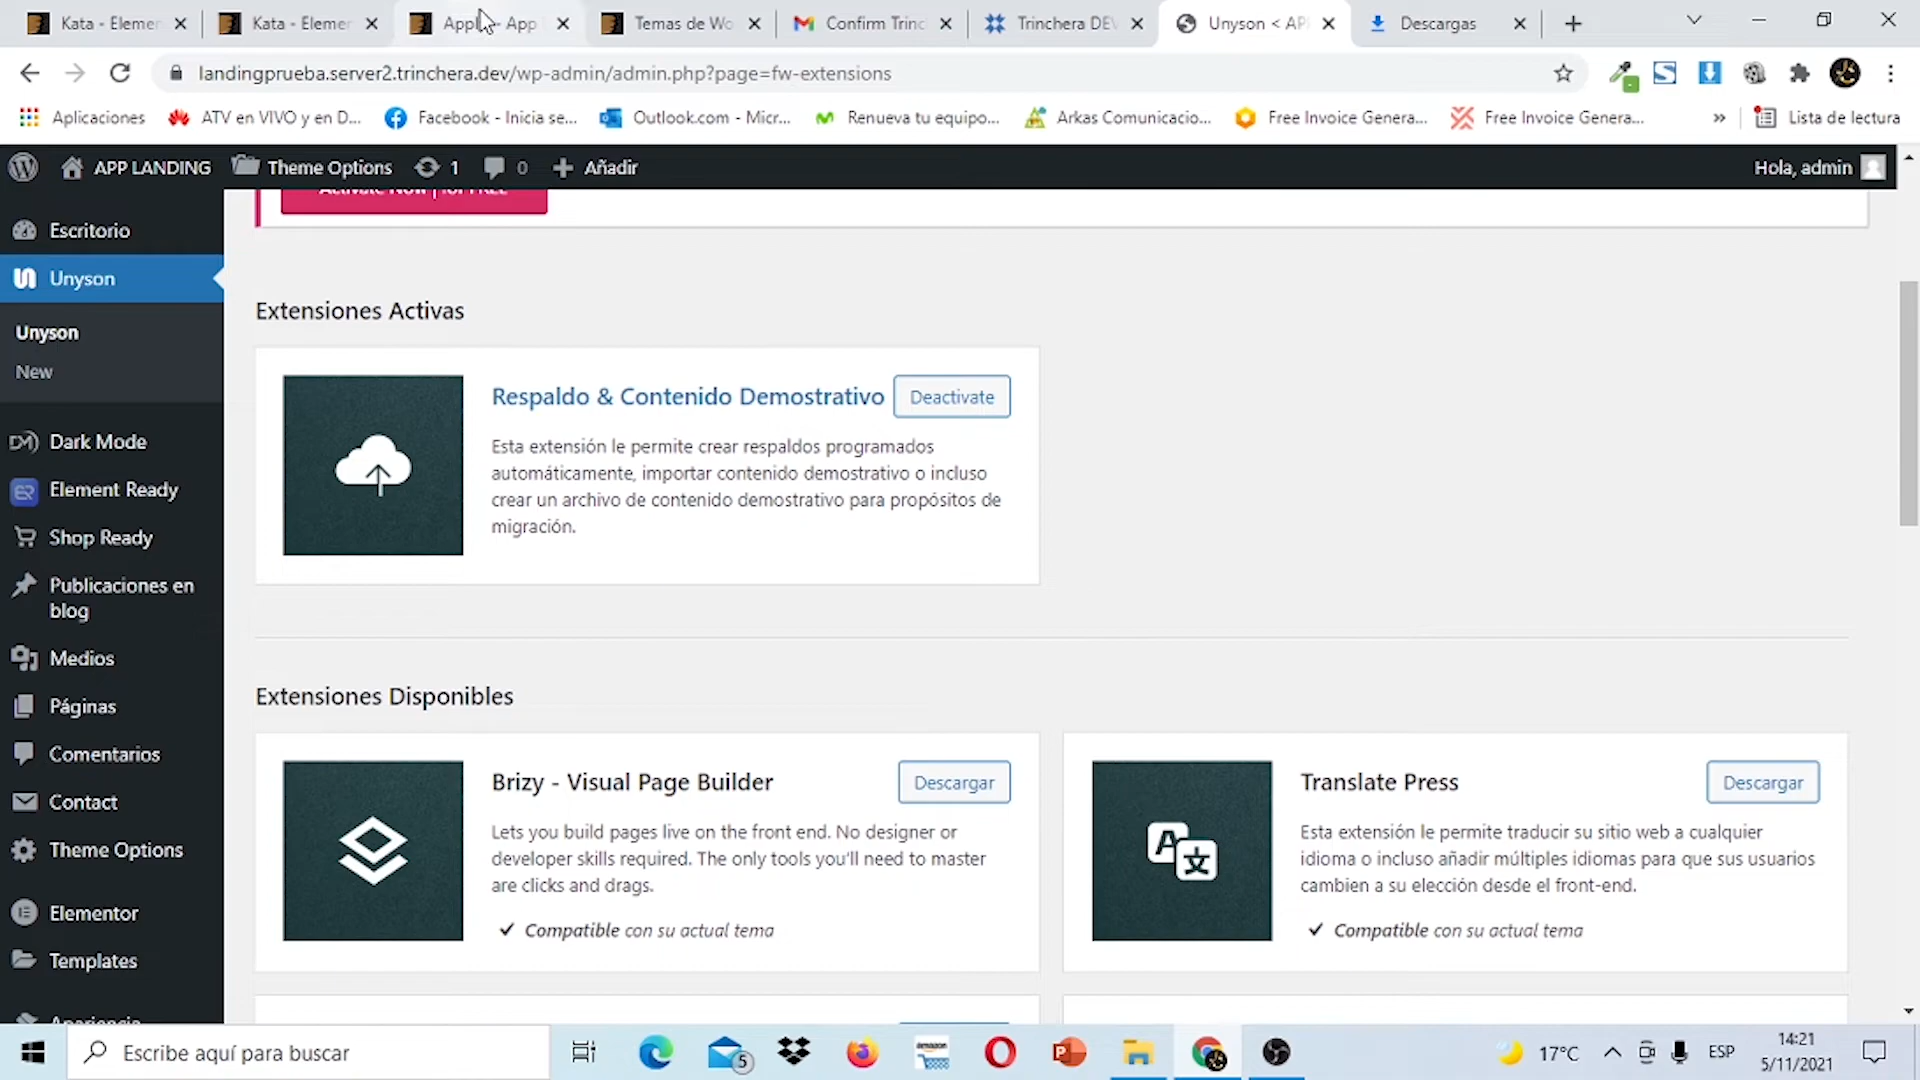 Kata - Elemer
Kata - Elemer
App
App
Temas de Wo
Confirm Trinc
Trinchera DEV
Unyson < AP
Descargas
landingprueba.server2.trinchera.dev/wp-admin/admin.php?page=fw-extensions
Aplicaciones
ATV en VIVO y en D...
Facebook - Inicia se...
Outlook.com - Micr...
Renueva tu equipo...
Arkas Comunicacio...
Free Invoice Genera...
Free Invoice Genera...
»
Lista de lectura
APP LANDING
Theme Options
1
0
Añadir
Hola, admin
Activate Now | for FREE
Escritorio
Unyson
Unyson
New
Dark Mode
Element Ready
Shop Ready
Publicaciones en
blog
Medios
Páginas
Comentarios
Contact
Theme Options
Elementor
Templates
Apariencia
Extensiones Activas
Respaldo & Contenido Demostrativo
Deactivate
Esta extensión le permite crear respaldos programados
automáticamente, importar contenido demostrativo o incluso
crear un archivo de contenido demostrativo para propósitos de
migración.
Extensiones Disponibles
Brizy - Visual Page Builder
Descargar
Lets you build pages live on the front end. No designer or
developer skills required. The only tools you'll need to master
are clicks and drags.
✓ Compatible con su actual tema
Translate Press
Descargar
Esta extensión le permite traducir su sitio web a cualquier
idioma o incluso añadir múltiples idiomas para que sus usuarios
cambien a su elección desde el front-end.
✓ Compatible con su actual tema
Escribe aquí para buscar
5
amazon
17°C
ESP
14:21
5/11/2021